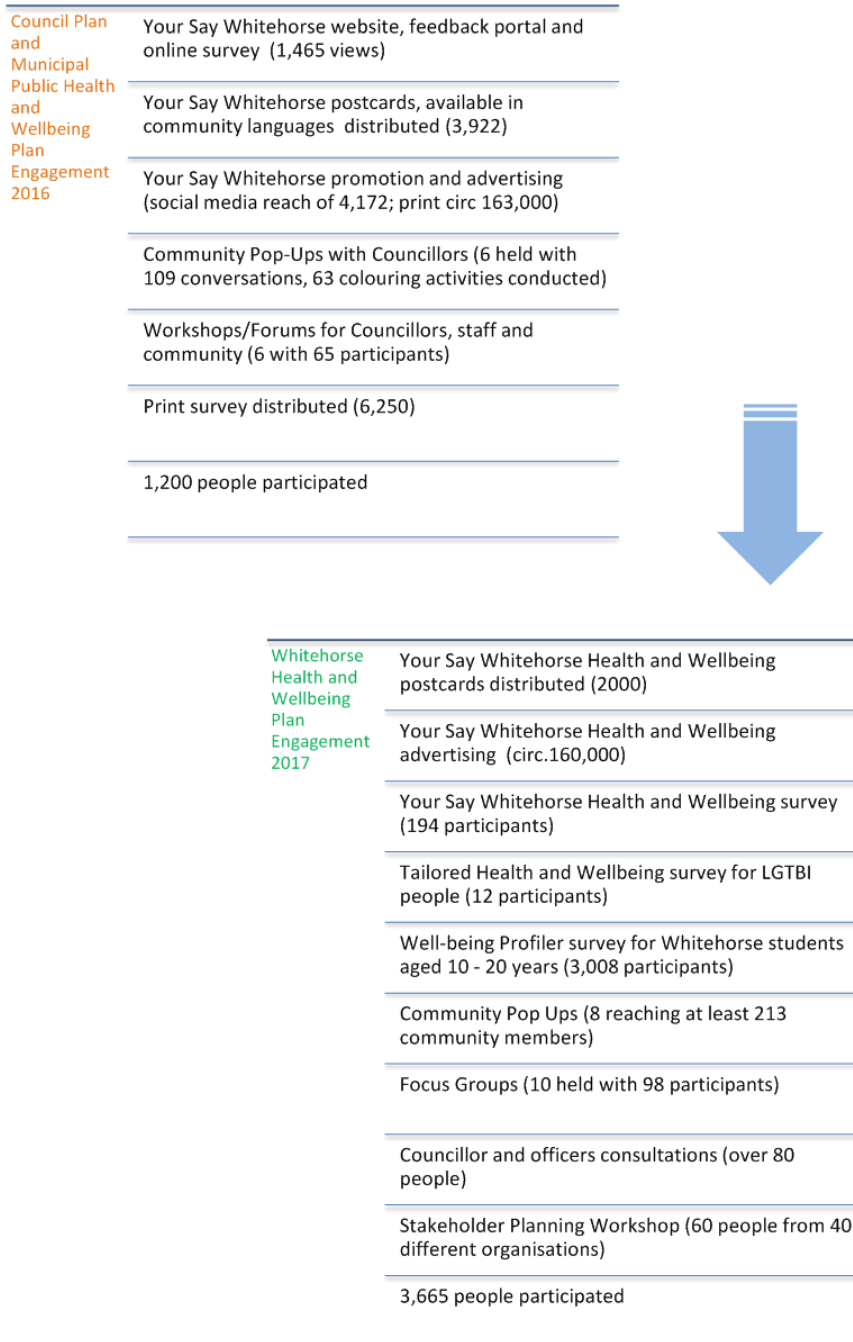 Council Plan
and
Municipal
Public Health
and
Wellbeing
Plan
Engagement
2016
Your Say Whitehorse website, feedback portal and
online survey  (1,465 views)
Your Say Whitehorse postcards, available in
community languages  distributed (3,922)
Your Say Whitehorse promotion and advertising
(social media reach of 4,172; print circ 163,000)
Community Pop-Ups with Councillors (6 held with
109 conversations, 63 colouring activities conducted)
Workshops/Forums for Councillors, staff and
community (6 with 65 participants)
Print survey distributed (6,250)
1,200 people participated
Whitehorse
Health and
Wellbeing
Plan
Engagement
2017
Your Say Whitehorse Health and Wellbeing
postcards distributed (2000)
Your Say Whitehorse Health and Wellbeing
advertising  (circ.160,000)
Your Say Whitehorse Health and Wellbeing survey
(194 participants)
Tailored Health and Wellbeing survey for LGTBI
people (12 participants)
Well-being Profiler survey for Whitehorse students
aged 10 - 20 years (3,008 participants)
Community Pop Ups (8 reaching at least 213
community members)
Focus Groups (10 held with 98 participants)
Councillor and officers consultations (over 80
people)
Stakeholder Planning Workshop (60 people from 40
different organisations)
3,665 people participated